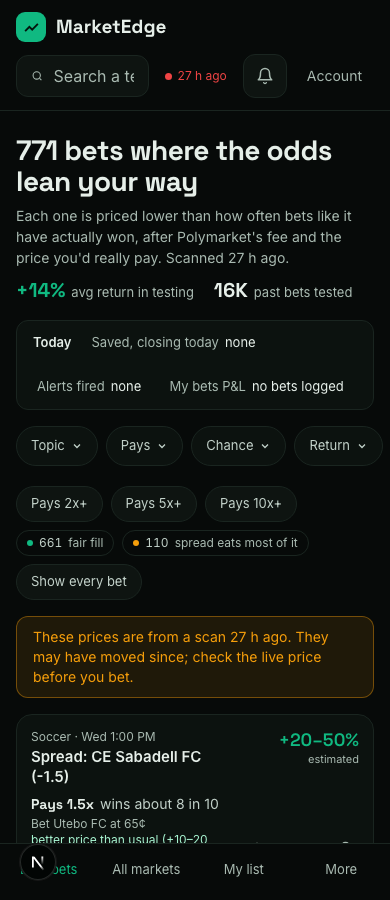 MarketEdge
Search a te
27 h ago
Account
771 bets where the odds
lean your way
Each one is priced lower than how often bets like it
have actually won, after Polymarket's fee and the
price you'd really pay. Scanned 27 h ago.
+14% avg return in testing 16K past bets tested
Today Saved, closing today none
Alerts fired none My bets P&L no bets logged
Topic Pays Chance Return
Pays 2x+ Pays 5x+ Pays 10x+
661 fair fill 110 spread eats most of it
Show every bet
These prices are from a scan 27 h ago. They
may have moved since; check the live price
before you bet.
Soccer · Wed 1:00 PM
+20–50%
estimated
Spread: CE Sabadell FC
(-1.5)
Pays 1.5x wins about 8 in 10
Bet Utebo FC at 65¢
better price than usual (+10–20
N bets All markets My list More